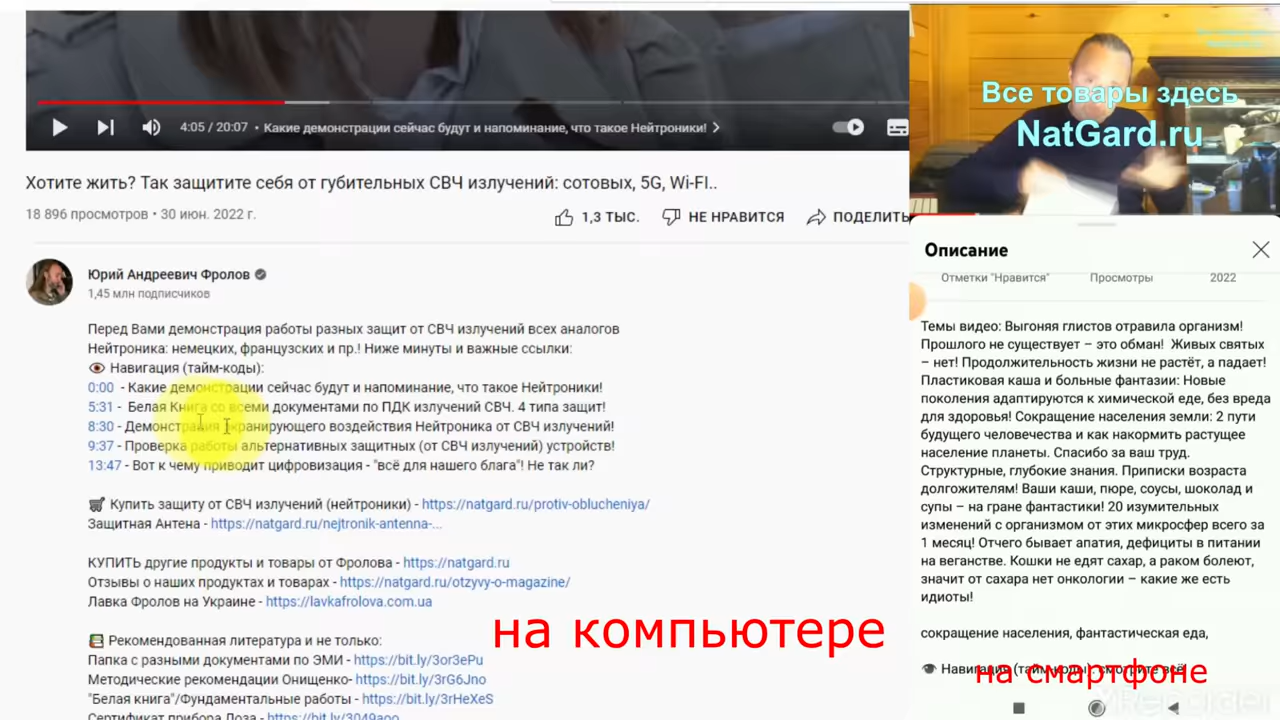 4:05 / 20:07 • Какие демонстрации сейчас будут и напоминание, что такое Нейтроники!
Хотите жить? Так защитите себя от губительных СВЧ излучений: сотовых, 5G, Wi-FI..
18 896 просмотров • 30 июн. 2022 г.
1,3 ТЫС. НЕ НРАВИТСЯ ПОДЕЛИТЬ
Юрий Андреевич Фролов
1,45 млн подписчиков
Перед Вами демонстрация работы разных защит от СВЧ излучений всех аналогов
Нейтроника: немецких, французских и пр.! Ниже минуты и важные ссылки:
Навигация (тайм-коды):
0:00 - Какие демонстрации сейчас будут и напоминание, что такое Нейтроники!
5:31 - Белая Книга со всеми документами по ПДК излучений СВЧ. 4 типа защит!
8:30 - Демонстрация экранирующего воздействия Нейтроника от СВЧ излучений!
9:37 - Проверка работы альтернативных защитных (от СВЧ излучений) устройств!
13:47 - Вот к чему приводит цифровизация - "всё для нашего блага"! Не так ли?
Купить защиту от СВЧ излучений (нейтроники) - https://natgard.ru/protiv-oblucheniya/
Защитная Антена - https://natgard.ru/nejtronik-antenna-...
КУПИТЬ другие продукты и товары от Фролова - https://natgard.ru
Отзывы о наших продуктах и товарах - https://natgard.ru/otzyvy-o-magazine/
Лавка Фролов на Украине - https://lavkafrolova.com.ua
Рекомендованная литература и не только:
Папка с разными документами по ЭМИ - https://bit.ly/3or3ePu
Методические рекомендации Онищенко- https://bit.ly/3rG6Jno
"Белая книга"/Фундаментальные работы - https://bit.ly/3rHeXeS
Сертификат прибора Доза - https://bit.ly/3049aoo
на компьютере
Все товары здесь
NatGard.ru
Описание
Отметки "Нравится" Просмотры 2022
Темы видео: Выгоняя глистов отравила организм!
Прошлого не существует – это обман! Живых святых
– нет! Продолжительность жизни не растёт, а падает!
Пластиковая каша и больные фантазии: Новые
поколения адаптируются к химической еде, без вреда
для здоровья! Сокращение населения земли: 2 пути
будущего человечества и как накормить растущее
население планеты. Спасибо за ваш труд.
Структурные, глубокие знания. Приписки возраста
долгожителям! Ваши каши, пюре, соусы, шоколад и
супы – на гране фантастики! 20 изумительных
изменений с организмом от этих микросфер всего за
1 месяц! Отчего бывает апатия, дефициты в питании
на веганстве. Кошки не едят сахар, а раком болеют,
значит от сахара нет онкологии – какие же есть
идиоты!
сокращение населения, фантастическая еда,
Навигация (тайм-коды) смотрите всё
на смартфоне